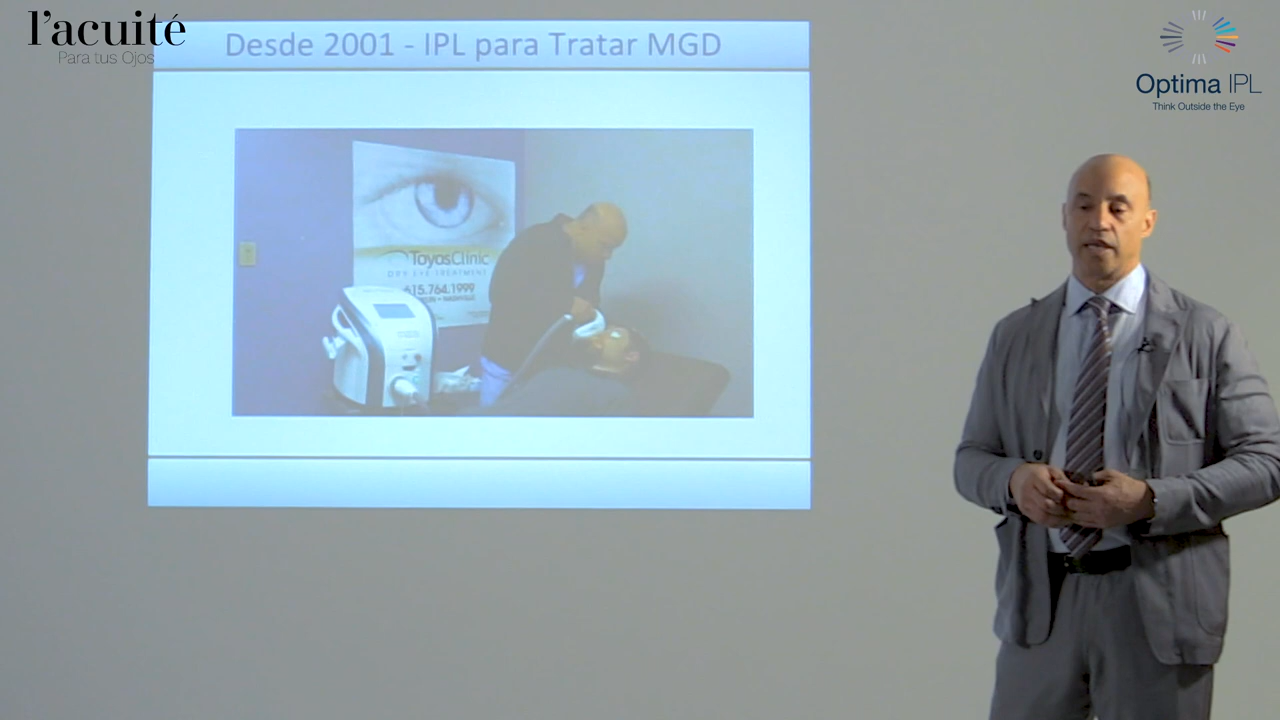 l'acuité
Para tus Ojos
Desde 2001 - IPL para Tratar MGD
Optima IPL
Think Outside the Eye
ToyosClinic
DRY EYE TREATMENT
615.764.1999
NASHVILLE